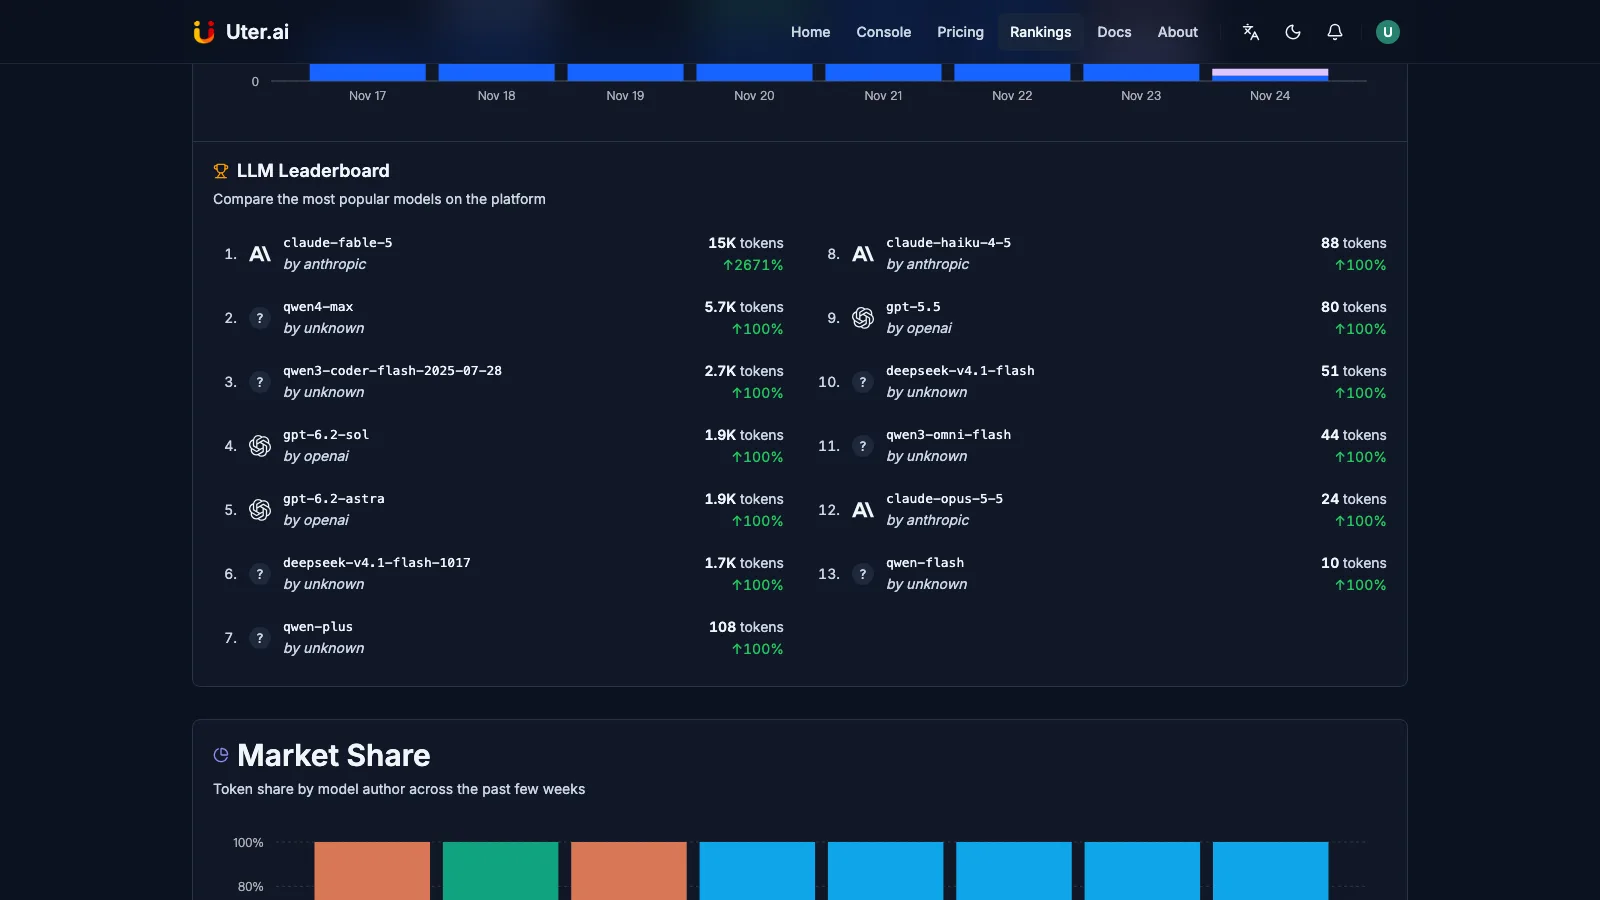 Uter.ai
Home Console Pricing Rankings Docs About
U
0
Nov 17 Nov 18 Nov 19 Nov 20 Nov 21 Nov 22 Nov 23 Nov 24
LLM Leaderboard
Compare the most popular models on the platform
1. claude-fable-5 15K tokens
by anthropic ↑2671%
2. ? qwen4-max 5.7K tokens
by unknown ↑100%
3. ? qwen3-coder-flash-2025-07-28 2.7K tokens
by unknown ↑100%
4. gpt-6.2-sol 1.9K tokens
by openai ↑100%
5. gpt-6.2-astra 1.9K tokens
by openai ↑100%
6. ? deepseek-v4.1-flash-1017 1.7K tokens
by unknown ↑100%
7. ? qwen-plus 108 tokens
by unknown ↑100%
8. claude-haiku-4-5 88 tokens
by anthropic ↑100%
9. gpt-5.5 80 tokens
by openai ↑100%
10. ? deepseek-v4.1-flash 51 tokens
by unknown ↑100%
11. ? qwen3-omni-flash 44 tokens
by unknown ↑100%
12. claude-opus-5-5 24 tokens
by anthropic ↑100%
13. ? qwen-flash 10 tokens
by unknown ↑100%
Market Share
Token share by model author across the past few weeks
100%
80%